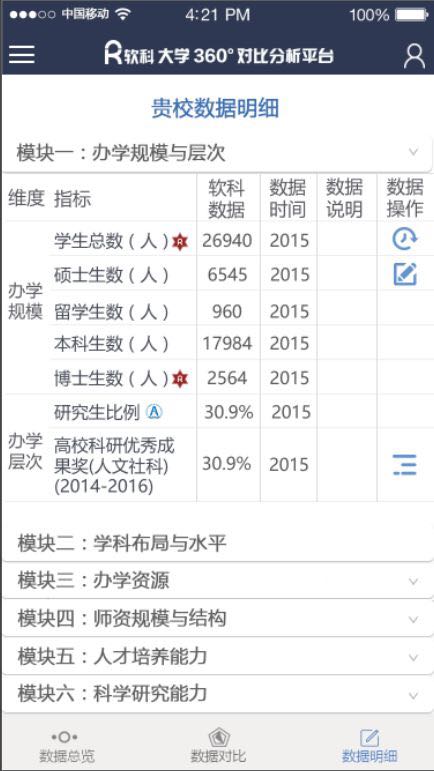 中国移动 4:21 PM 100%
R软科 大学 360° 对比分析平台
贵校数据明细
模块一：办学规模与层次
维度 指标 软科数据 数据时间 数据说明 数据操作
办学规模
学生总数（人）R 26940 2015
硕士生数（人） 6545 2015
留学生数（人） 960 2015
本科生数（人） 17984 2015
博士生数（人）R 2564 2015
办学层次
研究生比例 A 30.9% 2015
高校科研优秀成
果奖(人文社科)
(2014-2016) 30.9% 2015
模块二：学科布局与水平
模块三：办学资源
模块四：师资规模与结构
模块五：人才培养能力
模块六：科学研究能力
数据总览 数据对比 数据明细